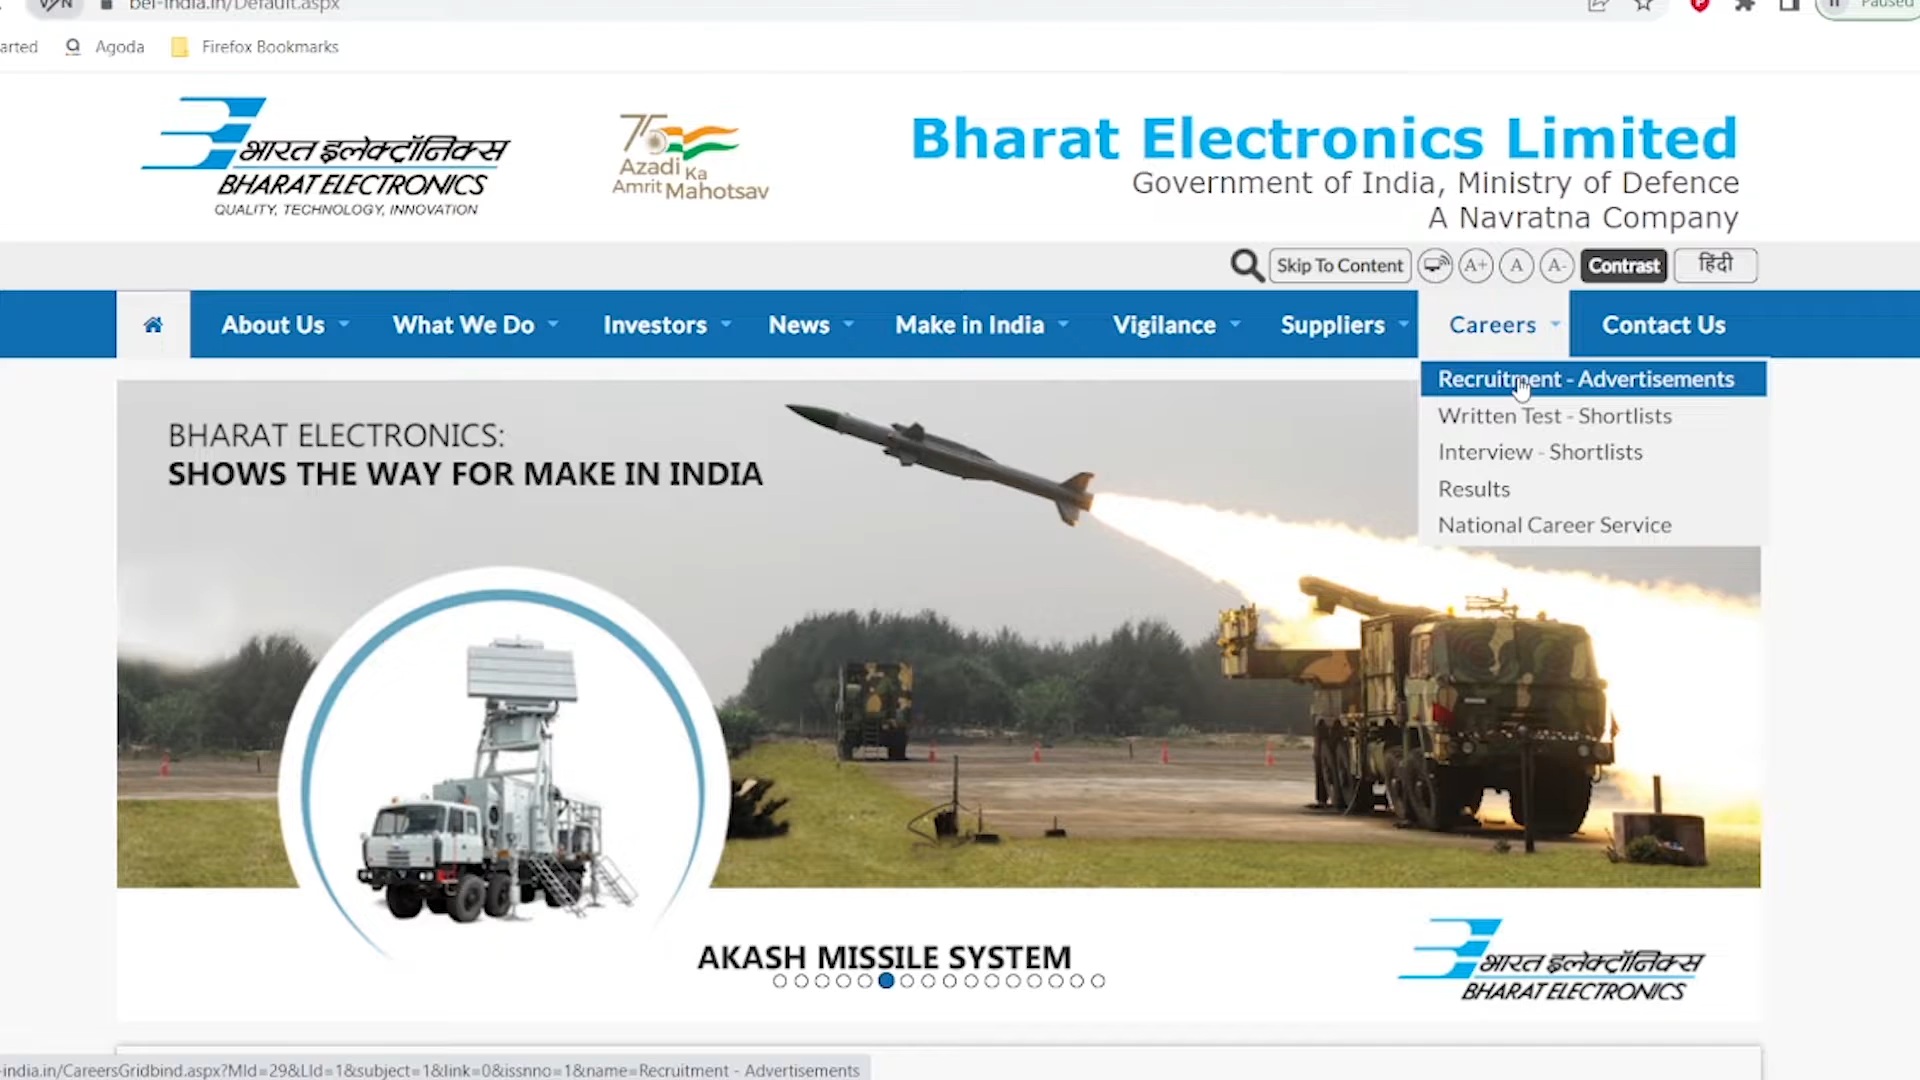 bel-india.in/Default.aspx
Paused
arted
Agoda
Firefox Bookmarks
भारत इलेक्ट्रॉनिक्स
BHARAT ELECTRONICS
QUALITY, TECHNOLOGY, INNOVATION
75
Azadi Ka
Amrit Mahotsav
Bharat Electronics Limited
Government of India, Ministry of Defence
A Navratna Company
Skip To Content
A+
A
A-
Contrast
हिंदी
About Us
What We Do
Investors
News
Make in India
Vigilance
Suppliers
Careers
Contact Us
Recruitment - Advertisements
Written Test - Shortlists
Interview - Shortlists
Results
National Career Service
BHARAT ELECTRONICS:
SHOWS THE WAY FOR MAKE IN INDIA
AKASH MISSILE SYSTEM
भारत इलेक्ट्रॉनिक्स
BHARAT ELECTRONICS
-india.in/CareersGridbind.aspx?MId=29&LId=1&subject=1&link=0&issnno=1&name=Recruitment - Advertisements